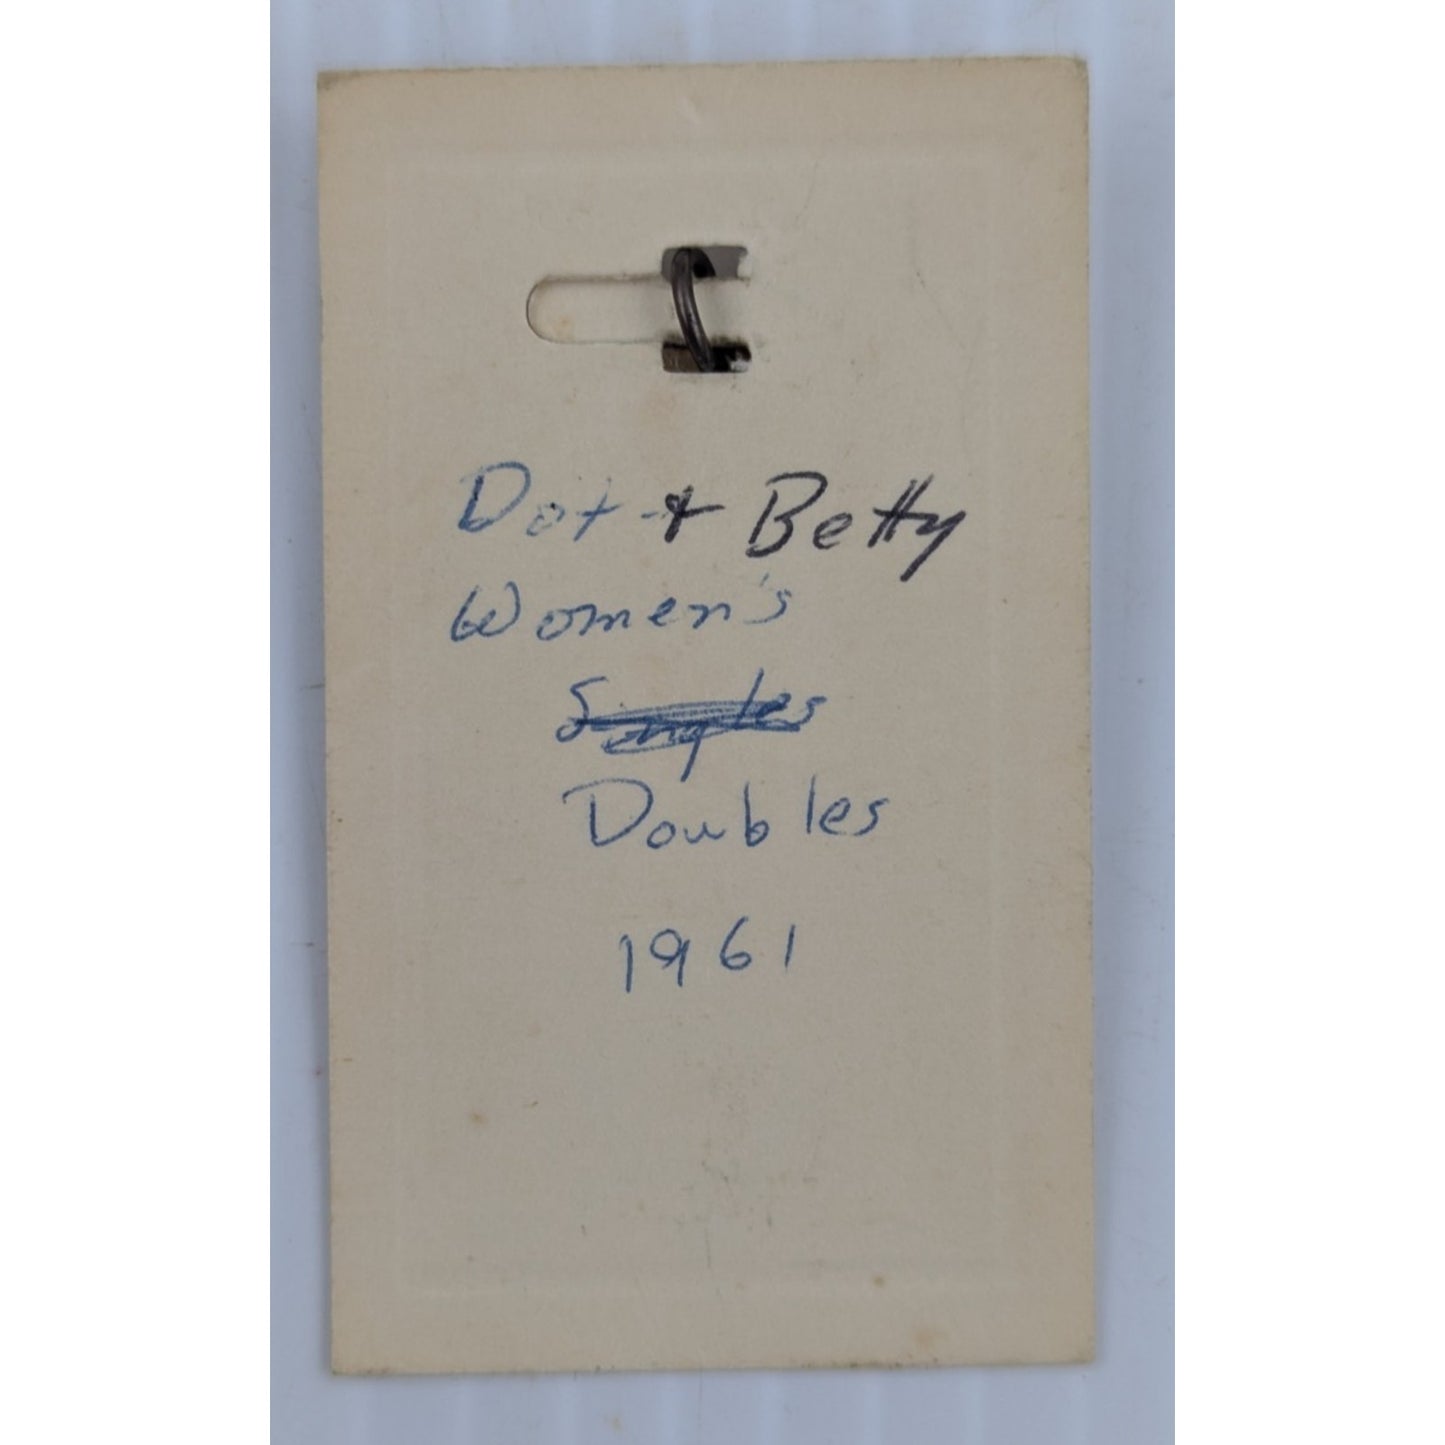 Dot + Betty
Women's
Singles
Doubles
1961